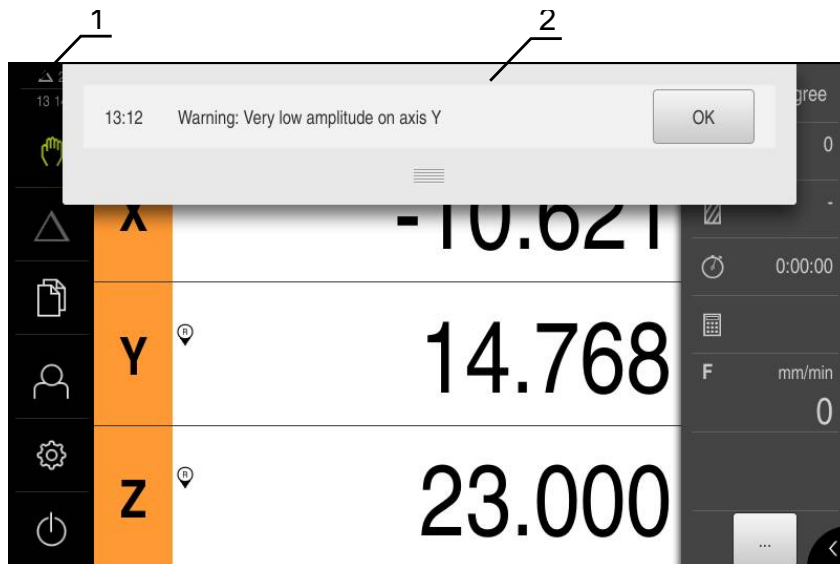 1
2
13:12 Warning: Very low amplitude on axis Y OK
gree
0
X -10.621
-
0:00:00
Y R 14.768
F mm/min
0
Z R 23.000
...